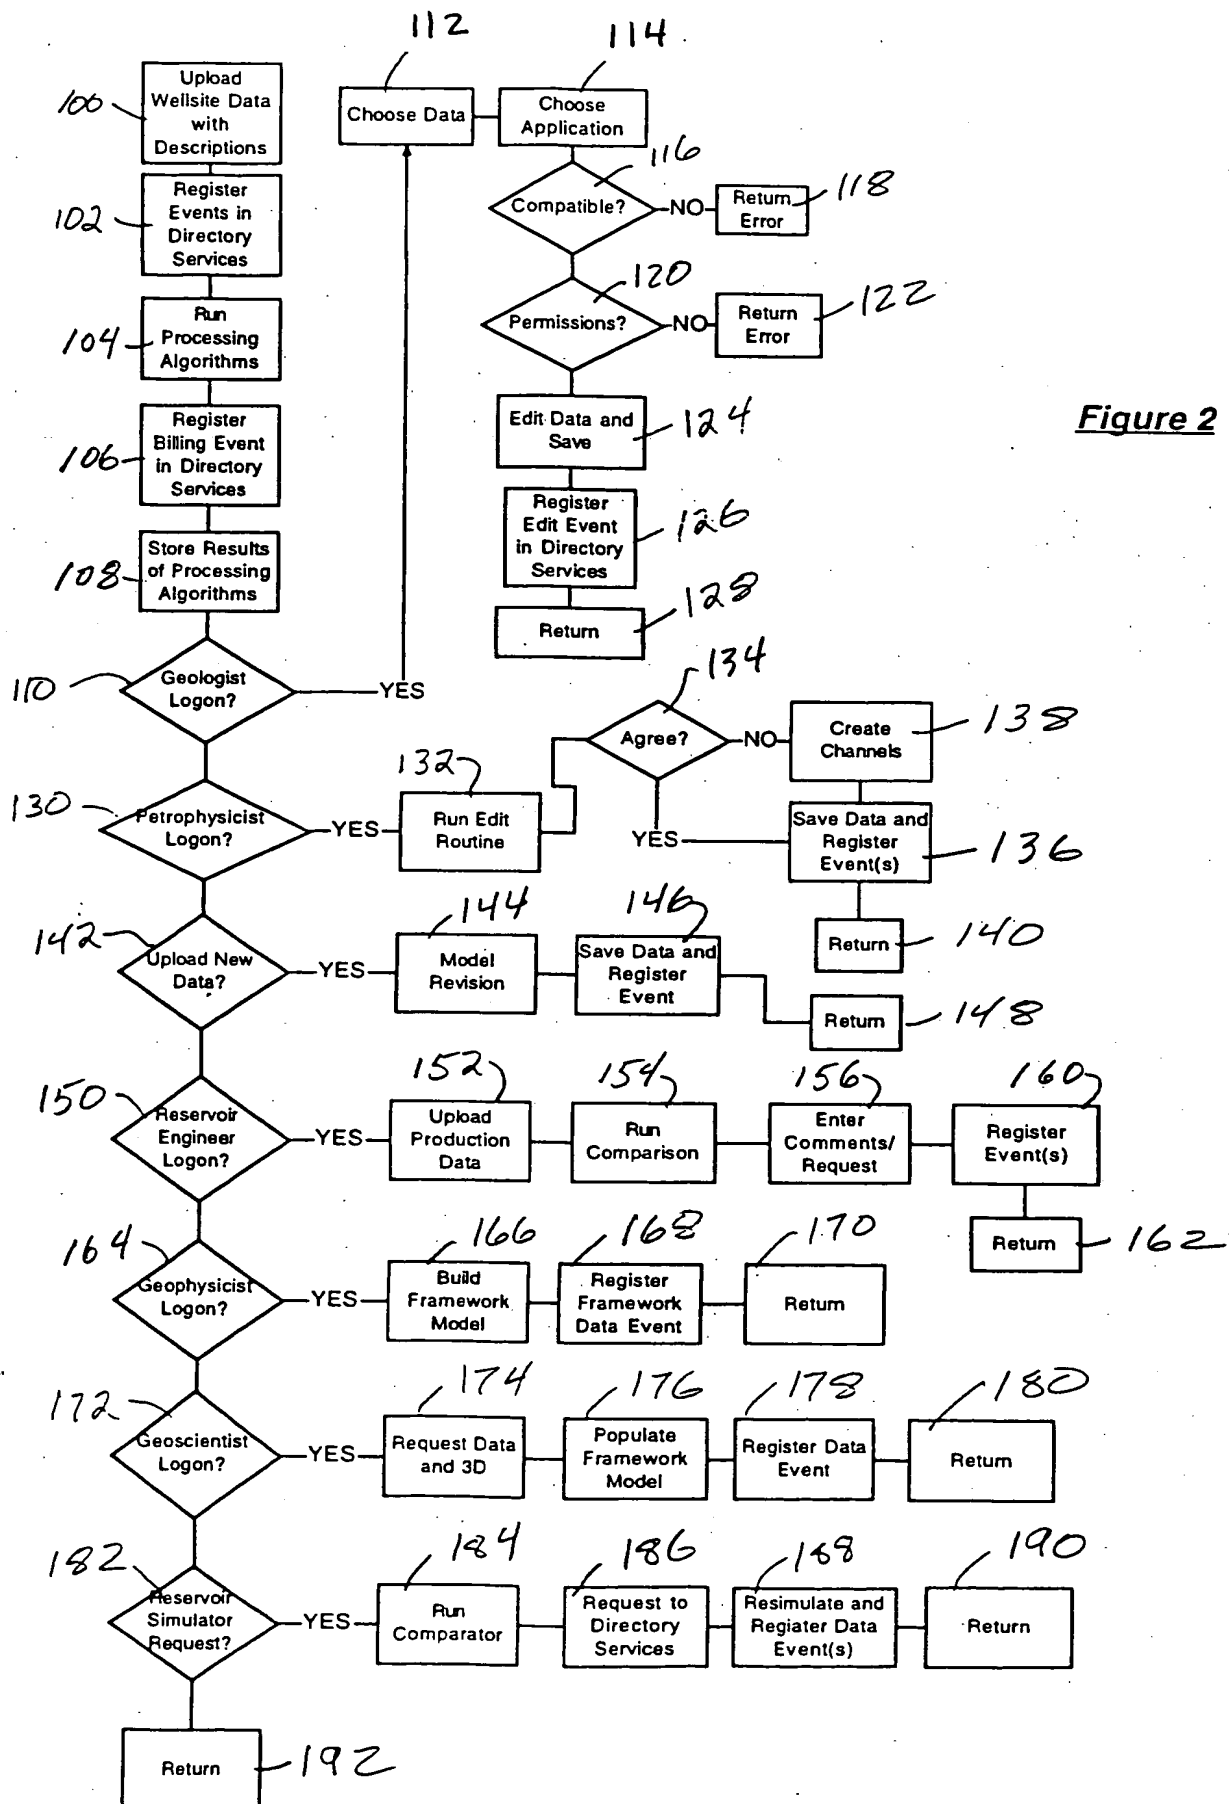 112
114
100
Upload
Wellsite Data
with
Descriptions
Choose Data
Choose
Application
116
Compatible?
NO
Return
Error
118
102
Register
Events in
Directory
Services
120
Permissions?
NO
Return
Error
122
104
Run
Processing
Algorithms
Edit Data and
Save
124
Figure 2
106
Register
Billing Event
in Directory
Services
Register
Edit Event
in Directory
Services
126
108
Store Results
of Processing
Algorithms
Return
128
110
Geologist
Logon?
YES
134
Agree?
NO
Create
Channels
138
130
Petrophysicist
Logon?
YES
132
Run Edit
Routine
YES
Save Data and
Register
Event(s)
136
Return
140
142
Upload New
Data?
YES
144
Model
Revision
146
Save Data and
Register
Event
Return
148
150
Reservoir
Engineer
Logon?
YES
152
Upload
Production
Data
154
Run
Comparison
156
Enter
Comments/
Request
160
Register
Event(s)
Return
162
164
Geophysicist
Logon?
YES
166
Build
Framework
Model
168
Register
Framework
Data Event
170
Return
172
Geoscientist
Logon?
YES
174
Request Data
and 3D
176
Populate
Framework
Model
178
Register Data
Event
180
Return
182
Reservoir
Simulator
Request?
YES
184
Run
Comparator
186
Request to
Directory
Services
188
Resimulate and
Regiater Data
Event(s)
190
Return
Return
192